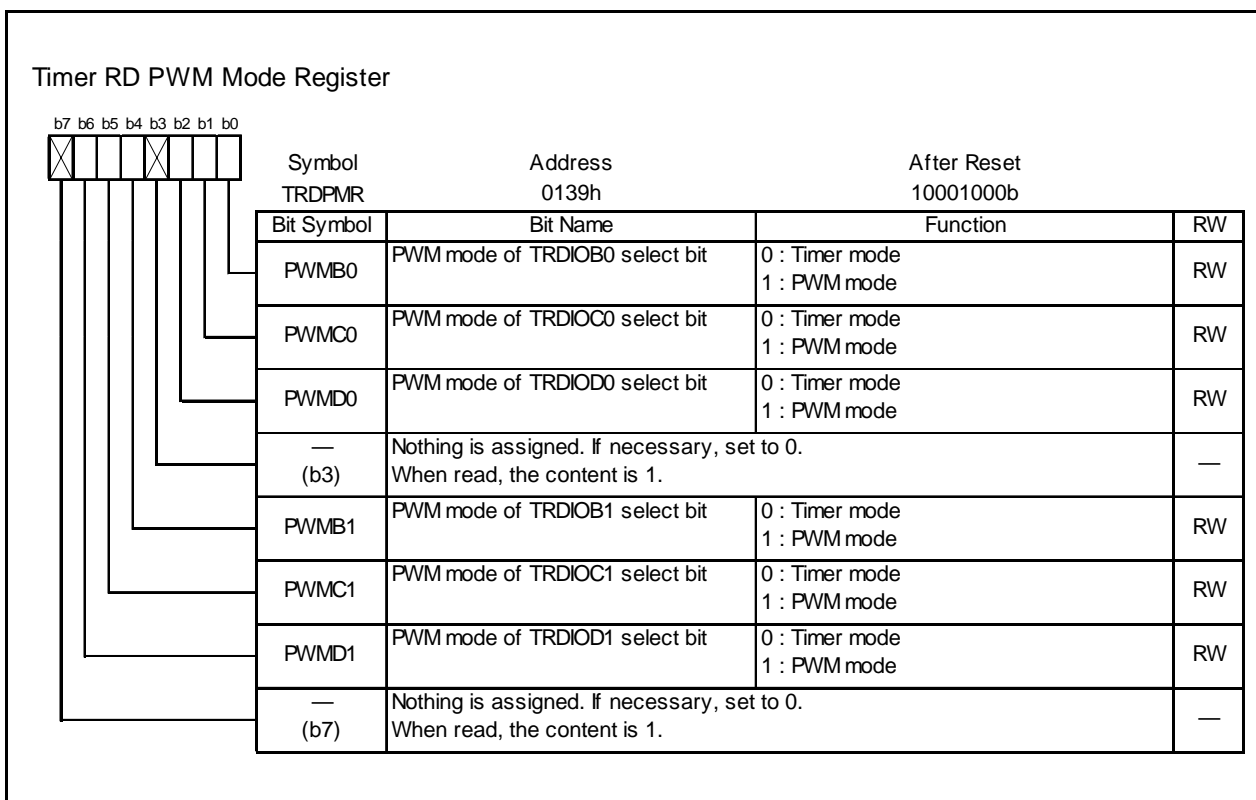 Timer RD PWM Mode Register
b7 b6 b5 b4 b3 b2 b1 b0
Symbol Address After Reset
TRDPMR 0139h 10001000b
Bit Symbol Bit Name Function RW
PWMB0 PWM mode of TRDIOB0 select bit 0 : Timer mode
1 : PWM mode RW
PWMC0 PWM mode of TRDIOC0 select bit 0 : Timer mode
1 : PWM mode RW
PWMD0 PWM mode of TRDIOD0 select bit 0 : Timer mode
1 : PWM mode RW
— Nothing is assigned. If necessary, set to 0.
(b3) When read, the content is 1. —
PWMB1 PWM mode of TRDIOB1 select bit 0 : Timer mode
1 : PWM mode RW
PWMC1 PWM mode of TRDIOC1 select bit 0 : Timer mode
1 : PWM mode RW
PWMD1 PWM mode of TRDIOD1 select bit 0 : Timer mode
1 : PWM mode RW
— Nothing is assigned. If necessary, set to 0.
(b7) When read, the content is 1. —